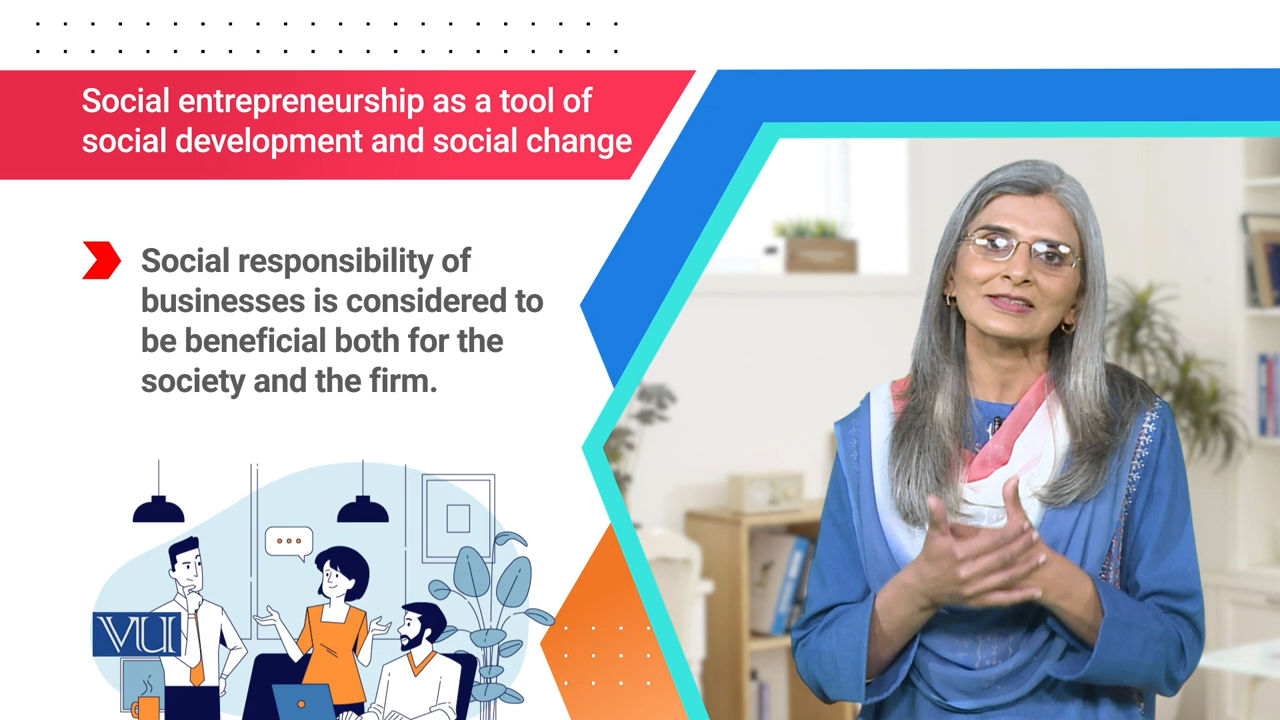 Social entrepreneurship as a tool of
social development and social change
Social responsibility of
businesses is considered to
be beneficial both for the
society and the firm.
VU